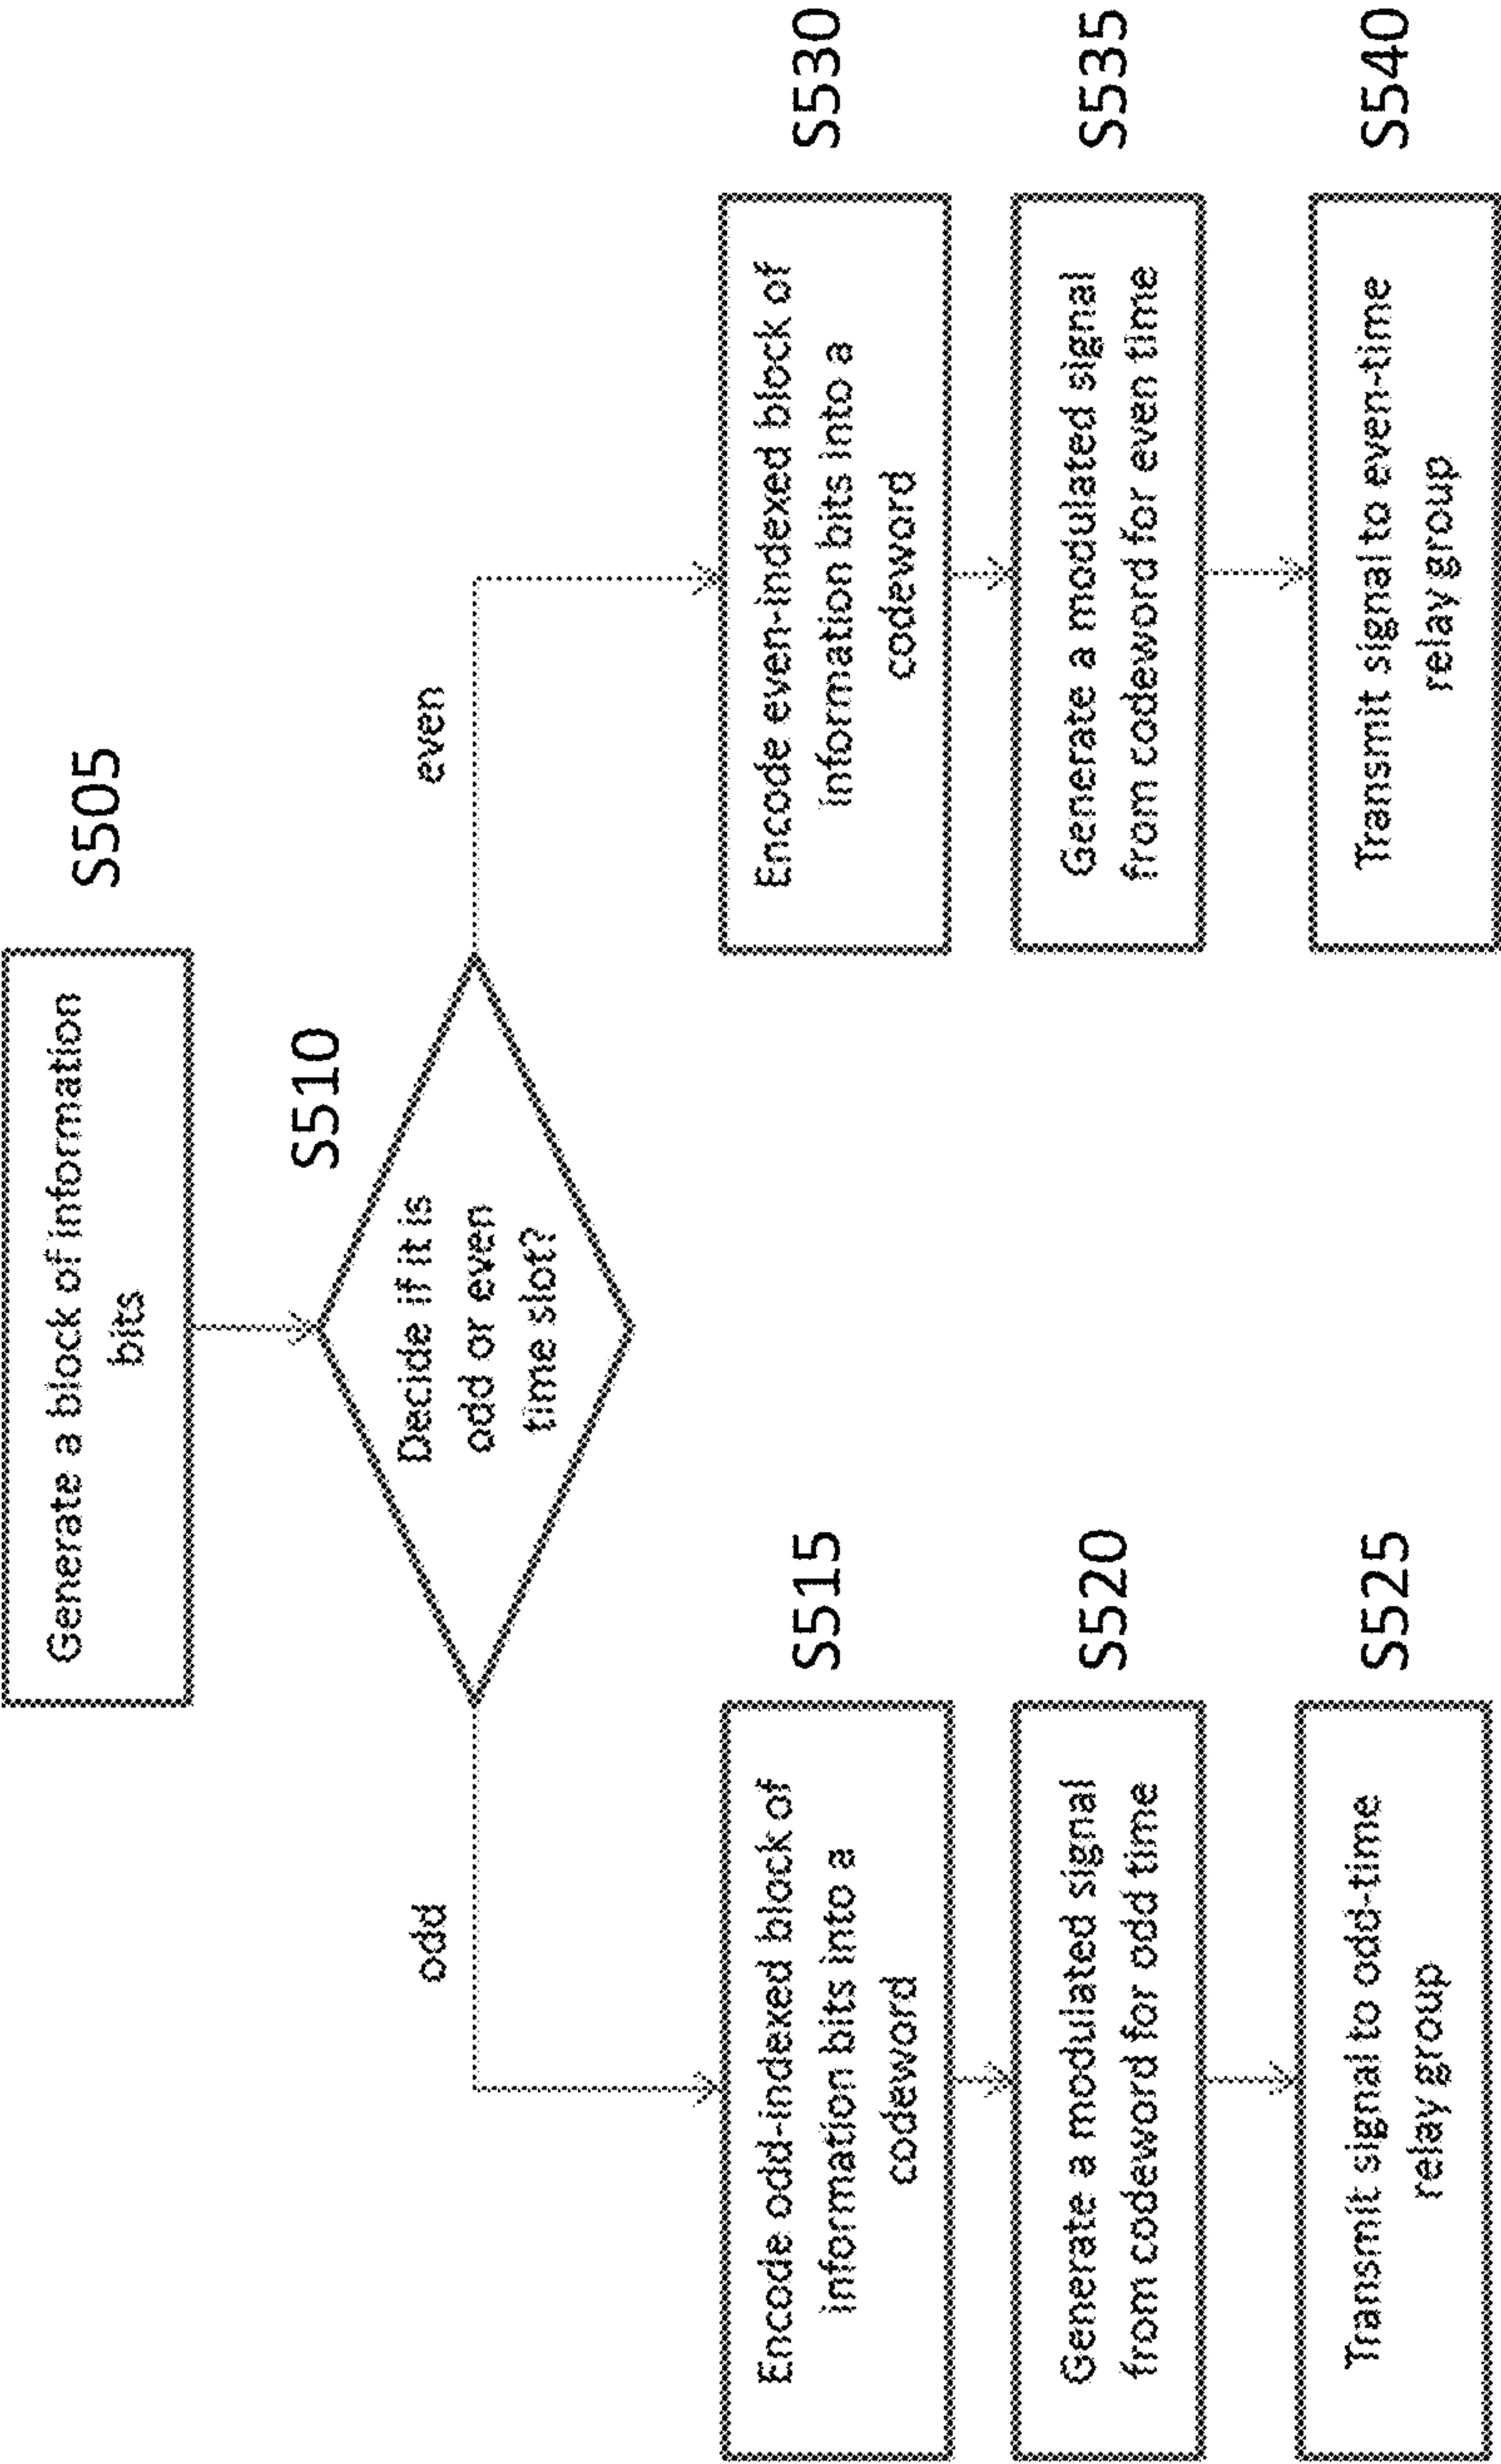 Generate a block of information
bits
S505
S510
Decide if it is
odd or even
time slot?
odd
even
Encode odd-indexed block of
information bits into a
codeword
S515
Encode even-indexed block of
information bits into a
codeword
S530
Generate a modulated signal
from codeword for odd time
S520
Generate a modulated signal
from codeword for even time
S535
Transmit signal to odd-time
relay group
S525
Transmit signal to even-time
relay group
S540